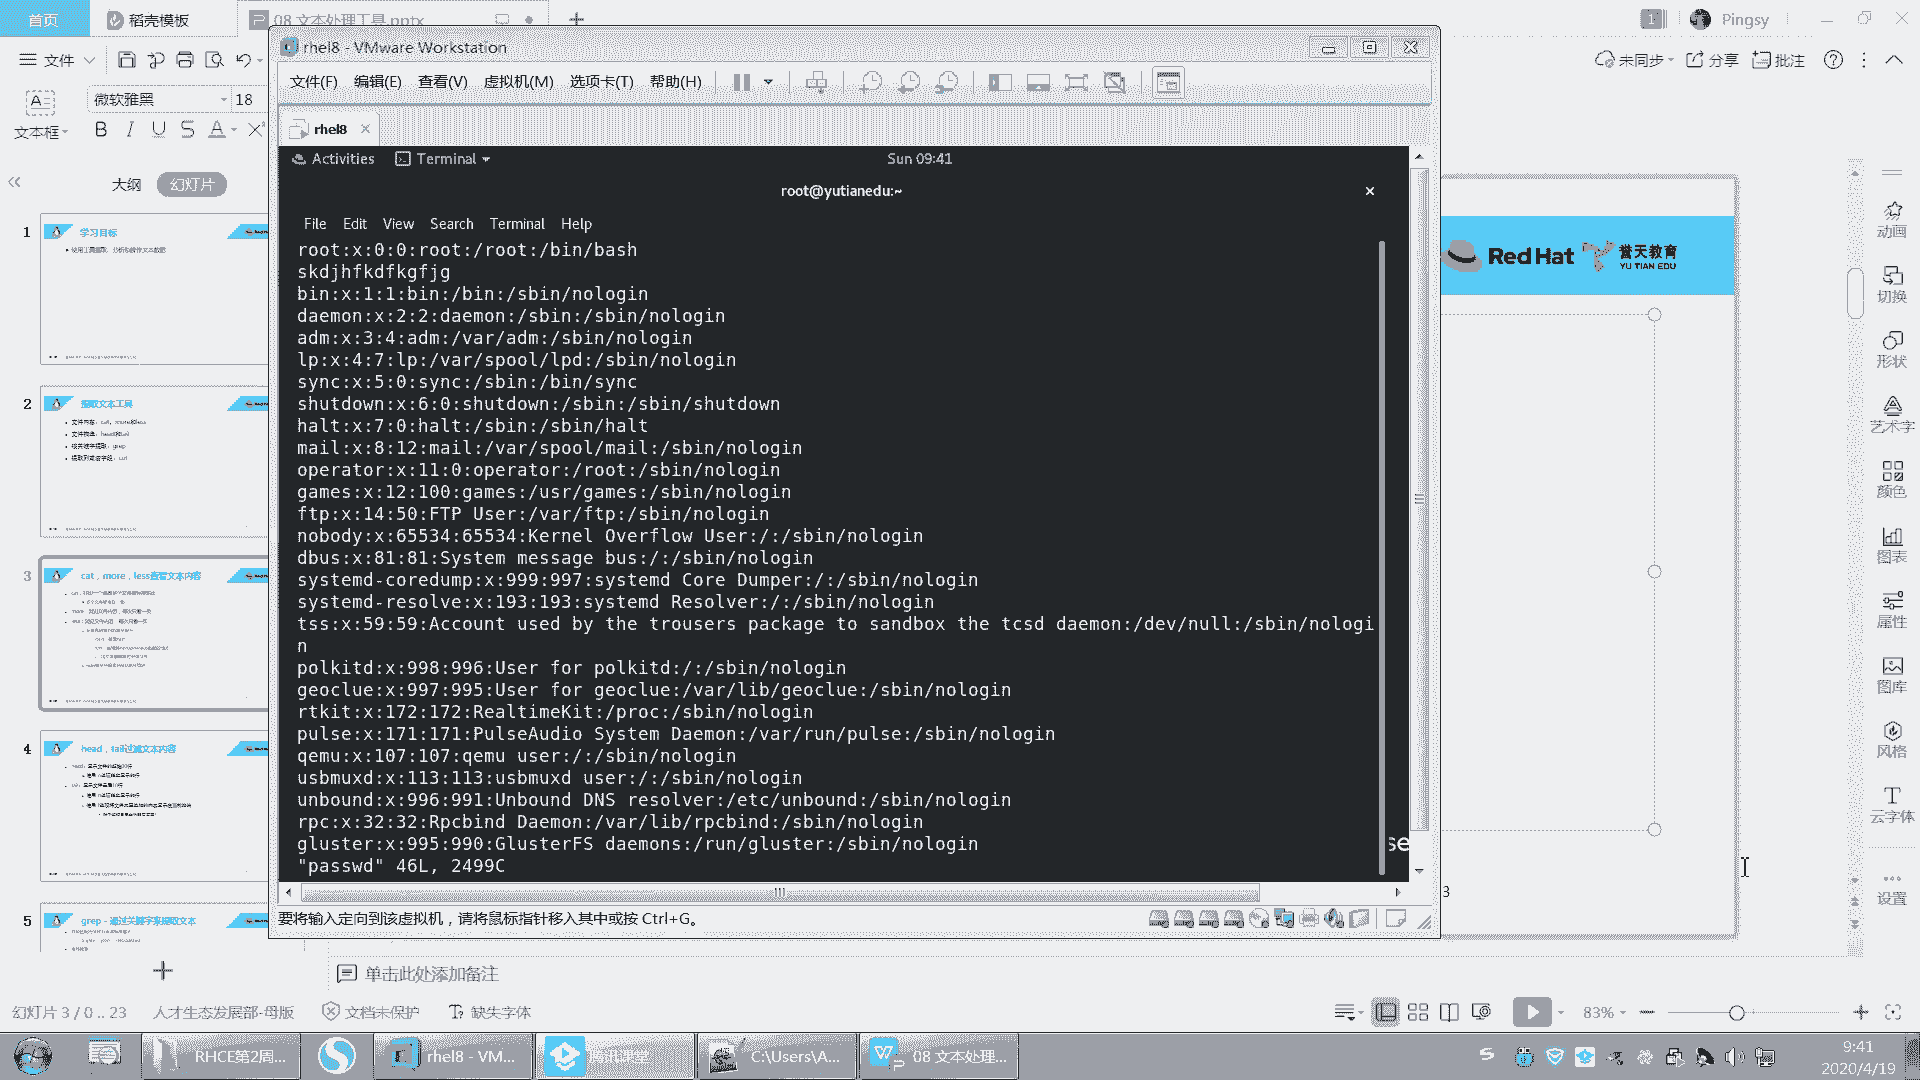 首页
稻壳模板
08 文本处理工具.pptx
1
Pingsy
文件
未同步
分享
批注
微软雅黑
18
文本框
B I U S A X
大纲
幻灯片
1
学习目标
2
提取文本工具
3
cat，more，less查看文本内容
4
head，tail过滤文本内容
5
grep - 通过关键字来提取文本
rhel8 - VMware Workstation
文件(F)
编辑(E)
查看(V)
虚拟机(M)
选项卡(T)
帮助(H)
rhel8
Activities
Terminal
Sun 09:41
root@yutianedu:~
File Edit View Search Terminal Help
root:x:0:0:root:/root:/bin/bash
skdjhfkdfkgfjg
bin:x:1:1:bin:/bin:/sbin/nologin
daemon:x:2:2:daemon:/sbin:/sbin/nologin
adm:x:3:4:adm:/var/adm:/sbin/nologin
lp:x:4:7:lp:/var/spool/lpd:/sbin/nologin
sync:x:5:0:sync:/sbin:/bin/sync
shutdown:x:6:0:shutdown:/sbin:/sbin/shutdown
halt:x:7:0:halt:/sbin:/sbin/halt
mail:x:8:12:mail:/var/spool/mail:/sbin/nologin
operator:x:11:0:operator:/root:/sbin/nologin
games:x:12:100:games:/usr/games:/sbin/nologin
ftp:x:14:50:FTP User:/var/ftp:/sbin/nologin
nobody:x:65534:65534:Kernel Overflow User:/:/sbin/nologin
dbus:x:81:81:System message bus:/:/sbin/nologin
systemd-coredump:x:999:997:systemd Core Dumper:/:/sbin/nologin
systemd-resolve:x:193:193:systemd Resolver:/:/sbin/nologin
tss:x:59:59:Account used by the trousers package to sandbox the tcsd daemon:/dev/null:/sbin/nologi
n
polkitd:x:998:996:User for polkitd:/:/sbin/nologin
geoclue:x:997:995:User for geoclue:/var/lib/geoclue:/sbin/nologin
rtkit:x:172:172:RealtimeKit:/proc:/sbin/nologin
pulse:x:171:171:PulseAudio System Daemon:/var/run/pulse:/sbin/nologin
qemu:x:107:107:qemu user:/:/sbin/nologin
usbmuxd:x:113:113:usbmuxd user:/:/sbin/nologin
unbound:x:996:991:Unbound DNS resolver:/etc/unbound:/sbin/nologin
rpc:x:32:32:Rpcbind Daemon:/var/lib/rpcbind:/sbin/nologin
gluster:x:995:990:GlusterFS daemons:/run/gluster:/sbin/nologin
"passwd" 46L, 2499C
要将输入定向到该虚拟机，请将鼠标指针移入其中或按 Ctrl+G。
Red Hat
誉天教育
YU TIAN EDU
3
动画
切换
形状
艺术字
颜色
图表
属性
图库
风格
云字体
设置
单击此处添加备注
幻灯片 3 / 0 .. 23
人才生态发展部-母版
文档未保护
缺失字体
83%
RHCE第2周...
rhel8 - VM...
腾讯课堂
C:\Users\A...
08 文本处理...
9:41
2020/4/19